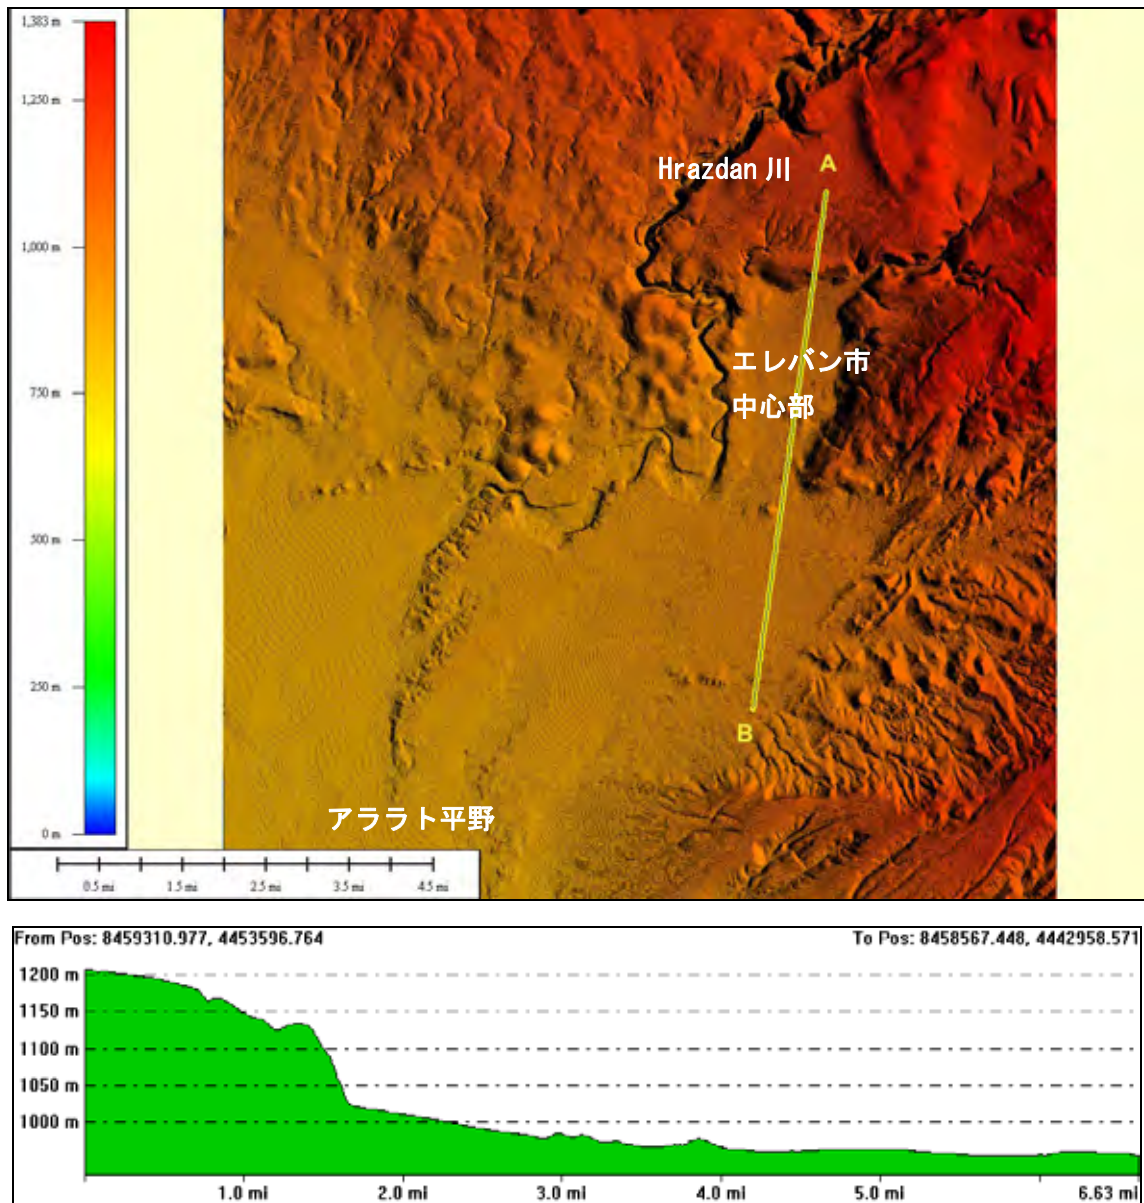 1,383 m
1,250 m
1,000 m
750 m
500 m
250 m
0 m
Hrazdan 川
A
エレバン市
中心部
B
アララト平野
0.5 mi 1.5 mi 2.5 mi 3.5 mi 4.5 mi
From Pos: 8459310.977, 4453596.764 To Pos: 8458567.448, 4442958.571
1200 m
1150 m
1100 m
1050 m
1000 m
1.0 mi 2.0 mi 3.0 mi 4.0 mi 5.0 mi 6.63 mi